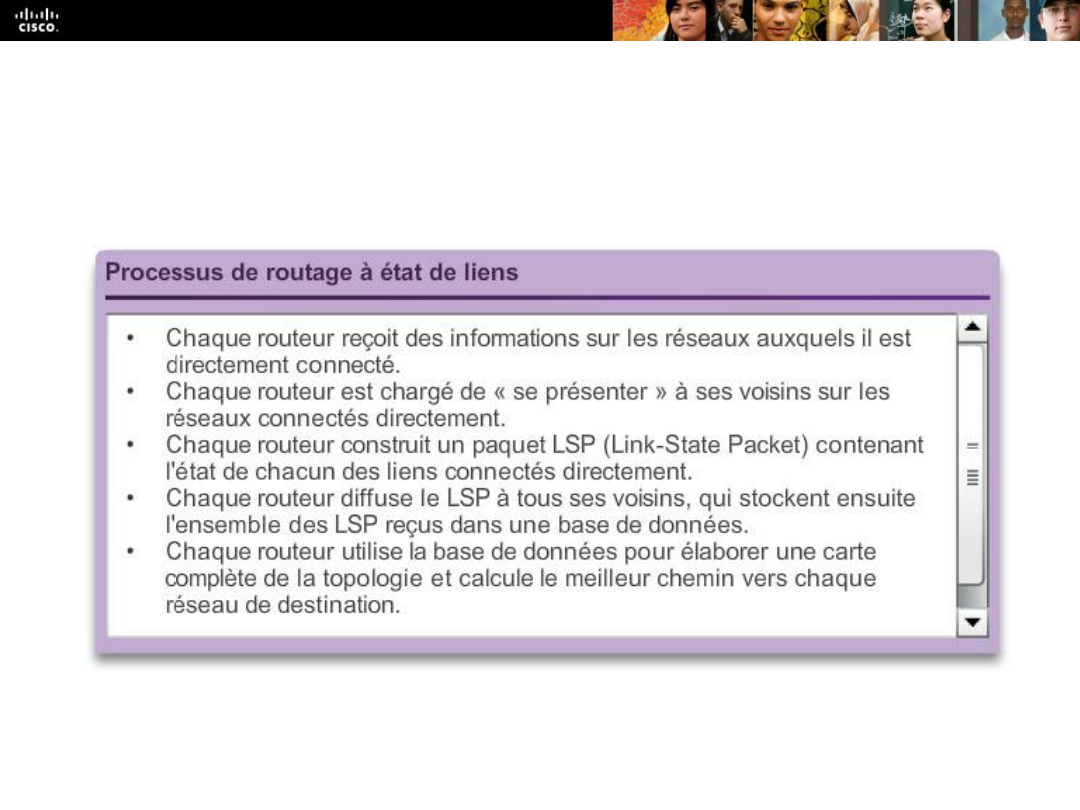 cisco.
Processus de routage à état de liens
• Chaque routeur reçoit des informations sur les réseaux auxquels il est
directement connecté.
• Chaque routeur est chargé de « se présenter » à ses voisins sur les
réseaux connectés directement.
• Chaque routeur construit un paquet LSP (Link-State Packet) contenant
l'état de chacun des liens connectés directement.
• Chaque routeur diffuse le LSP à tous ses voisins, qui stockent ensuite
l'ensemble des LSP reçus dans une base de données.
• Chaque routeur utilise la base de données pour élaborer une carte
complète de la topologie et calcule le meilleur chemin vers chaque
réseau de destination.